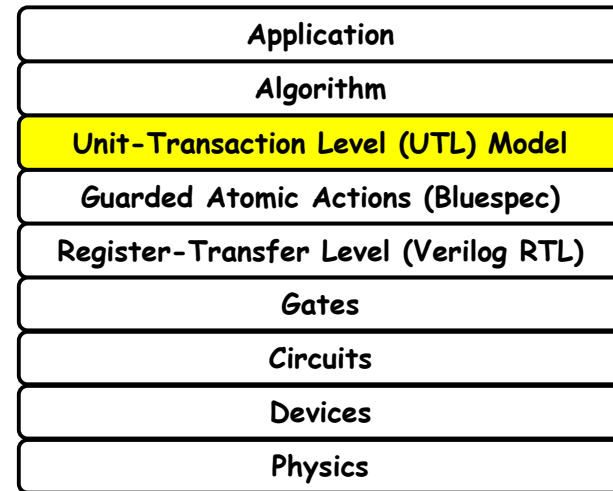 Application
Algorithm
Unit-Transaction Level (UTL) Model
Guarded Atomic Actions (Bluespec)
Register-Transfer Level (Verilog RTL)
Gates
Circuits
Devices
Physics